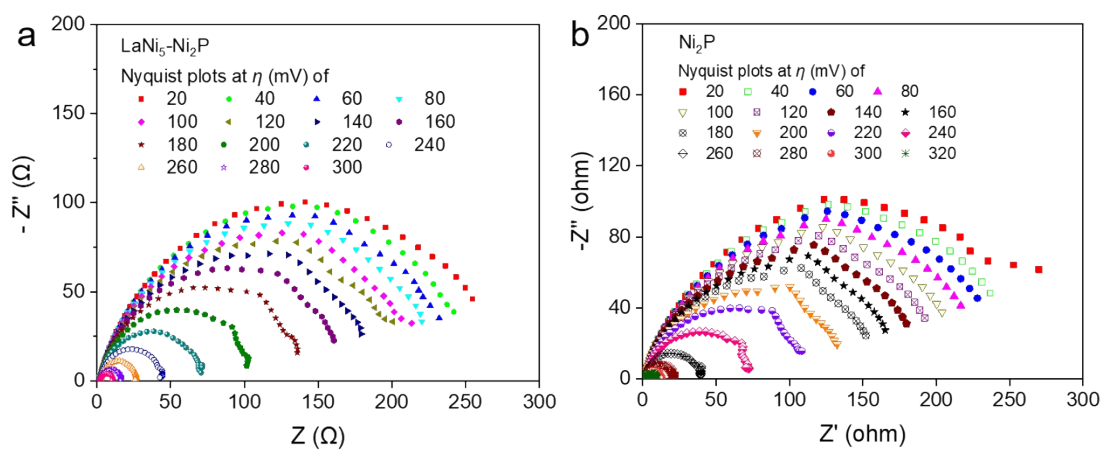 a
LaNi₅-Ni₂P
Nyquist plots at η (mV) of
20 40 60 80
100 120 140 160
180 200 220 240
260 280 300
200
150
100
50
0
- Z" (Ω)
0 50 100 150 200 250 300
Z (Ω)
b
Ni₂P
Nyquist plots at η (mV) of
20 40 60 80
100 120 140 160
180 200 220 240
260 280 300 320
200
160
120
80
40
0
-Z" (ohm)
0 50 100 150 200 250 300
Z' (ohm)